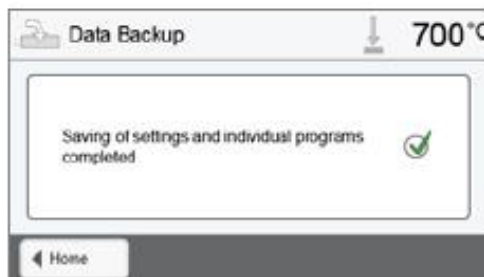 Data Backup
700°C
Saving of settings and individual programs
completed
Home